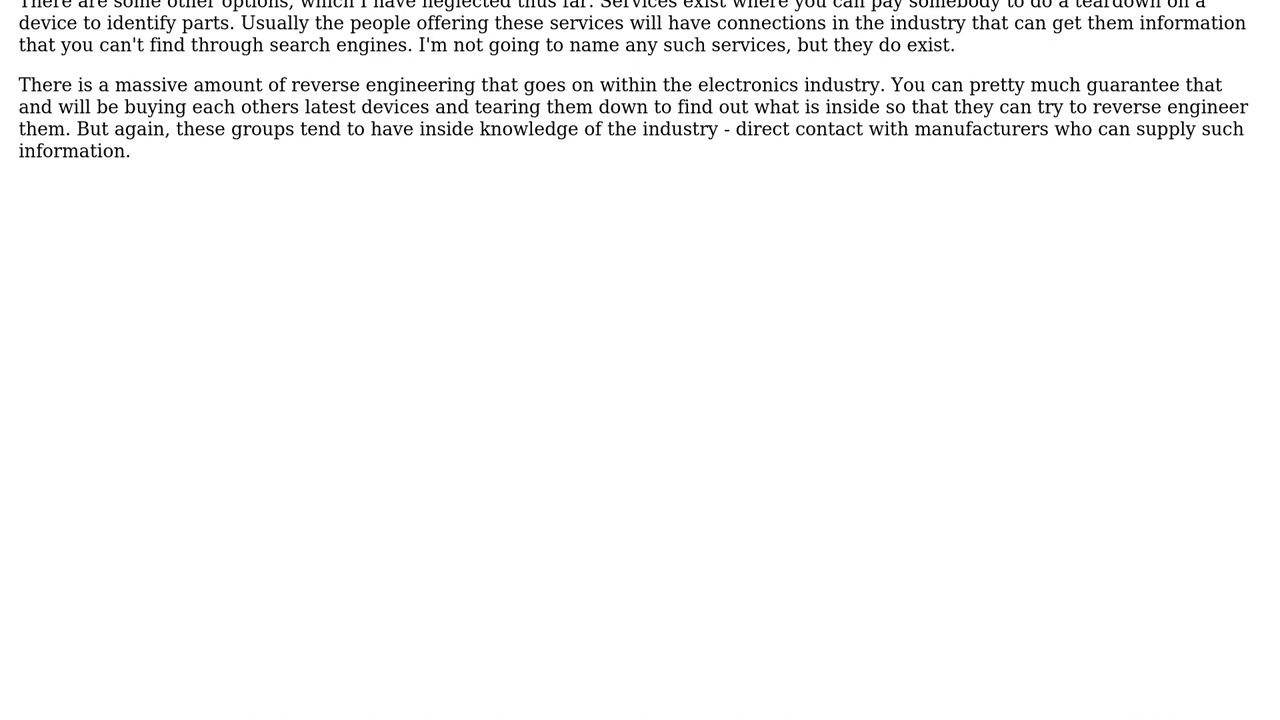 There are some other options, which I have neglected thus far. Services exist where you can pay somebody to do a teardown on a
device to identify parts. Usually the people offering these services will have connections in the industry that can get them information
that you can't find through search engines. I'm not going to name any such services, but they do exist.
There is a massive amount of reverse engineering that goes on within the electronics industry. You can pretty much guarantee that
and will be buying each others latest devices and tearing them down to find out what is inside so that they can try to reverse engineer
them. But again, these groups tend to have inside knowledge of the industry - direct contact with manufacturers who can supply such
information.